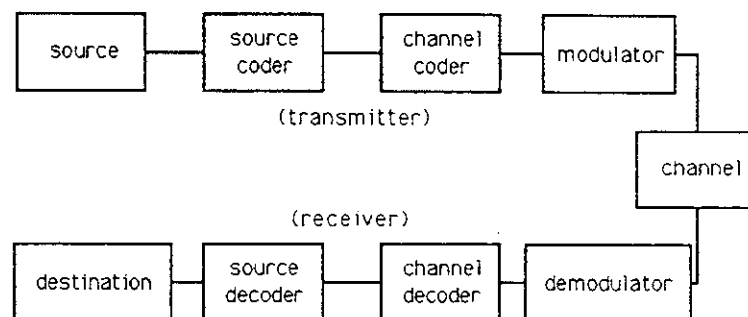 source
source
coder
channel
coder
modulator
(transmitter)
channel
(receiver)
destination
source
decoder
channel
decoder
demodulator